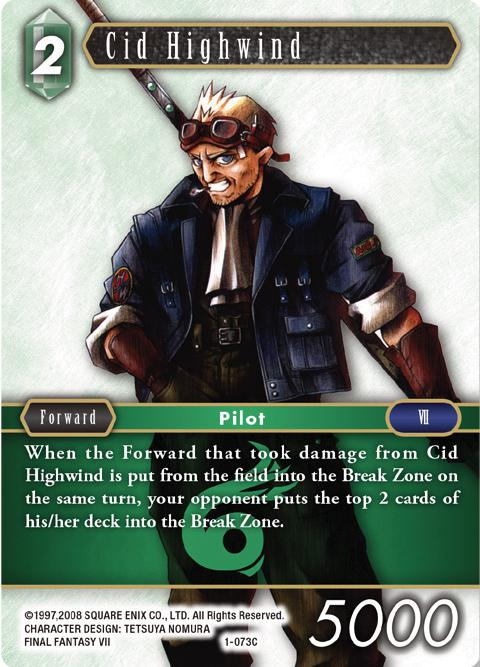 2
Cid Highwind
Forward
Pilot
VII
When the Forward that took damage from Cid
Highwind is put from the field into the Break Zone on
the same turn, your opponent puts the top 2 cards of
his/her deck into the Break Zone.
©1997,2008 SQUARE ENIX CO., LTD. All Rights Reserved.
CHARACTER DESIGN: TETSUYA NOMURA
FINAL FANTASY VII
1-073C
5000